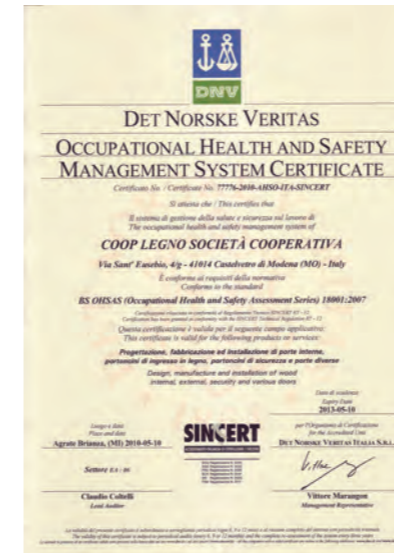 DNV
DET NORSKE VERITAS
OCCUPATIONAL HEALTH AND SAFETY
MANAGEMENT SYSTEM CERTIFICATE
Certificato No. / Certificate No. 77776-2010-AHSO-ITA-SINCERT
Si attesta che / This certifies that
Il sistema di gestione della salute e sicurezza sul lavoro di
The occupational health and safety management system of
COOP LEGNO SOCIETÀ COOPERATIVA
Via Sant' Eusebio, 4/g - 41014 Castelvetro di Modena (MO) - Italy
È conforme ai requisiti della normativa
Conforms to the standard
BS OHSAS (Occupational Health and Safety Assessment Series) 18001:2007
Questa certificazione è valida per il seguente campo applicativo:
This certificate is valid for the following products or services:
Progettazione, fabbricazione ed installazione di porte interne,
portoncini di ingresso in legno, portoncini di sicurezza e porte diverse
Design, manufacture and installation of wood
internal, external, security and various doors
Data di scadenza
Expiry Date
2013-05-10
Luogo e data
Place and date
Agrate Brianza, (MI) 2010-05-10
SINCERT
per l'Organismo di Certificazione
for the Accredited Unit
DET NORSKE VERITAS ITALIA S.R.L.
Settore EA : 06
Claudio Coltelli
Lead Auditor
Vittore Marangon
Management Representative